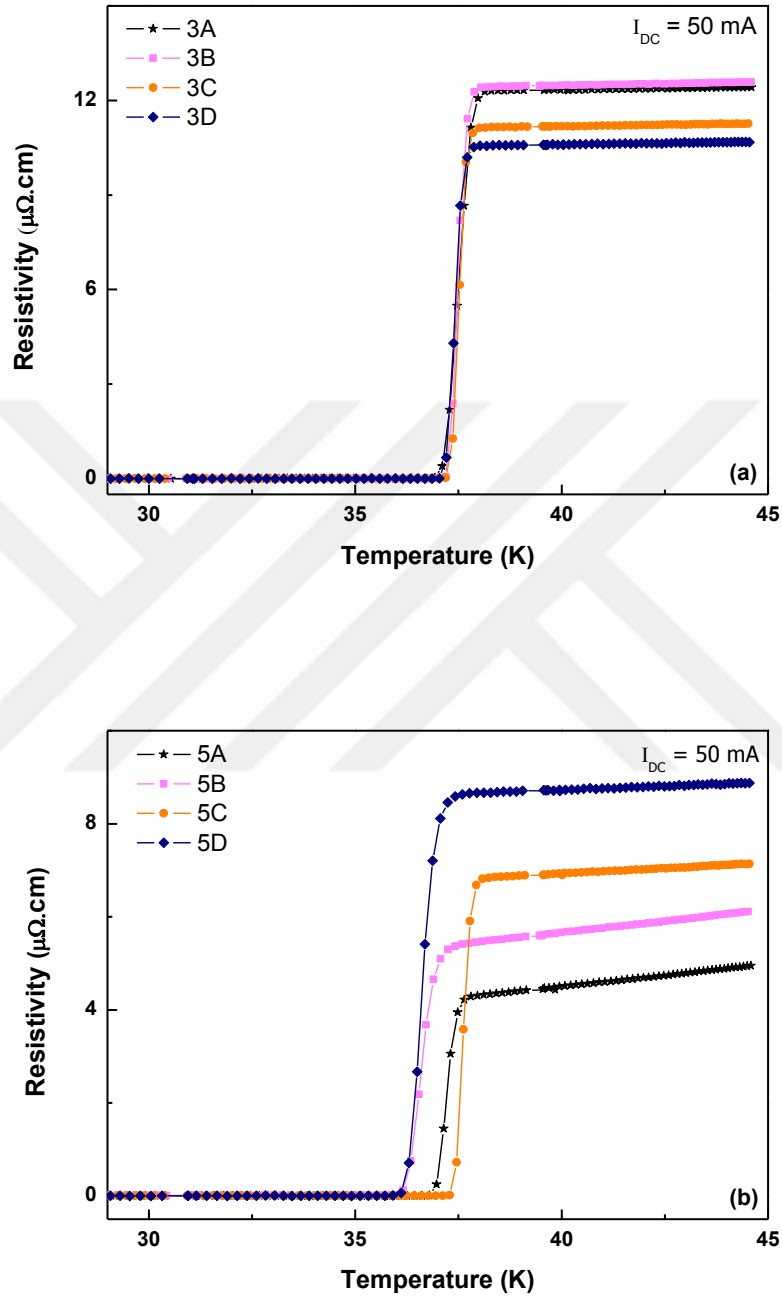 3A
3B
3C
3D
I_DC = 50 mA
12
6
0
Resistivity (μΩ.cm)
(a)
30 35 40 45
Temperature (K)
5A
5B
5C
5D
I_DC = 50 mA
8
4
0
Resistivity (μΩ.cm)
(b)
30 35 40 45
Temperature (K)